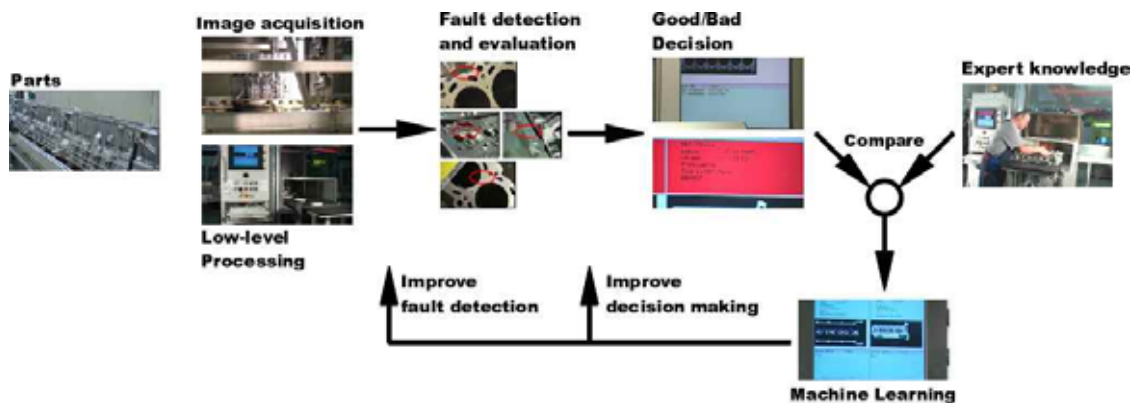 Parts
Image acquisition
Low-level
Processing
Fault detection
and evaluation
Good/Bad
Decision
Expert knowledge
Compare
Improve
fault detection
Improve
decision making
Machine Learning